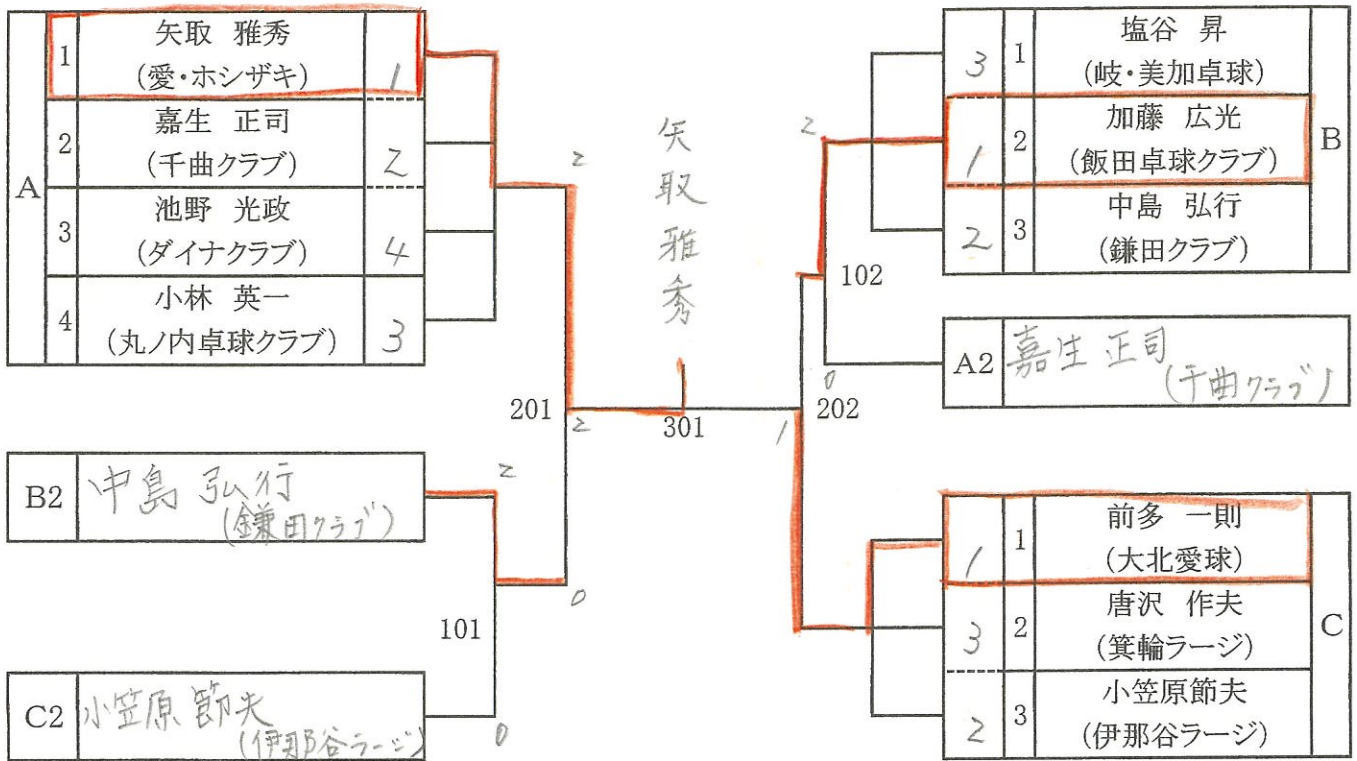 A
1
矢取 雅秀
(愛・ホシザキ)
1
2
嘉生 正司
(千曲クラブ)
2
3
池野 光政
(ダイナクラブ)
4
4
小林 英一
(丸ノ内卓球クラブ)
3
B2
中島 弘行
(鎌田クラブ)
C2
小笠原 節夫
(伊那谷ラージ)
2
201
0
2
101
0
矢取雅秀
2
301
1
2
102
0
202
3
1
塩谷 昇
(岐・美加卓球)
1
2
加藤 広光
(飯田卓球クラブ)
2
3
中島 弘行
(鎌田クラブ)
B
A2
嘉生 正司
(千曲クラブ)
1
1
前多 一則
(大北愛球)
3
2
唐沢 作夫
(箕輪ラージ)
2
3
小笠原節夫
(伊那谷ラージ)
C